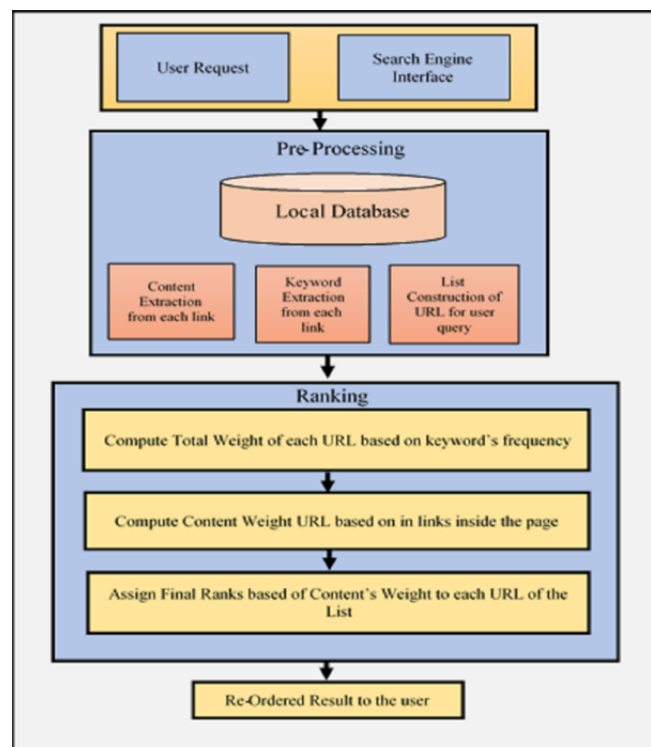 User Request
Search Engine
Interface
Pre-Processing
Local Database
Content
Extraction
from each link
Keyword
Extraction
from each
link
List
Construction of
URL for user
query
Ranking
Compute Total Weight of each URL based on keyword's frequency
Compute Content Weight URL based on in links inside the page
Assign Final Ranks based of Content's Weight to each URL of the
List
Re-Ordered Result to the user